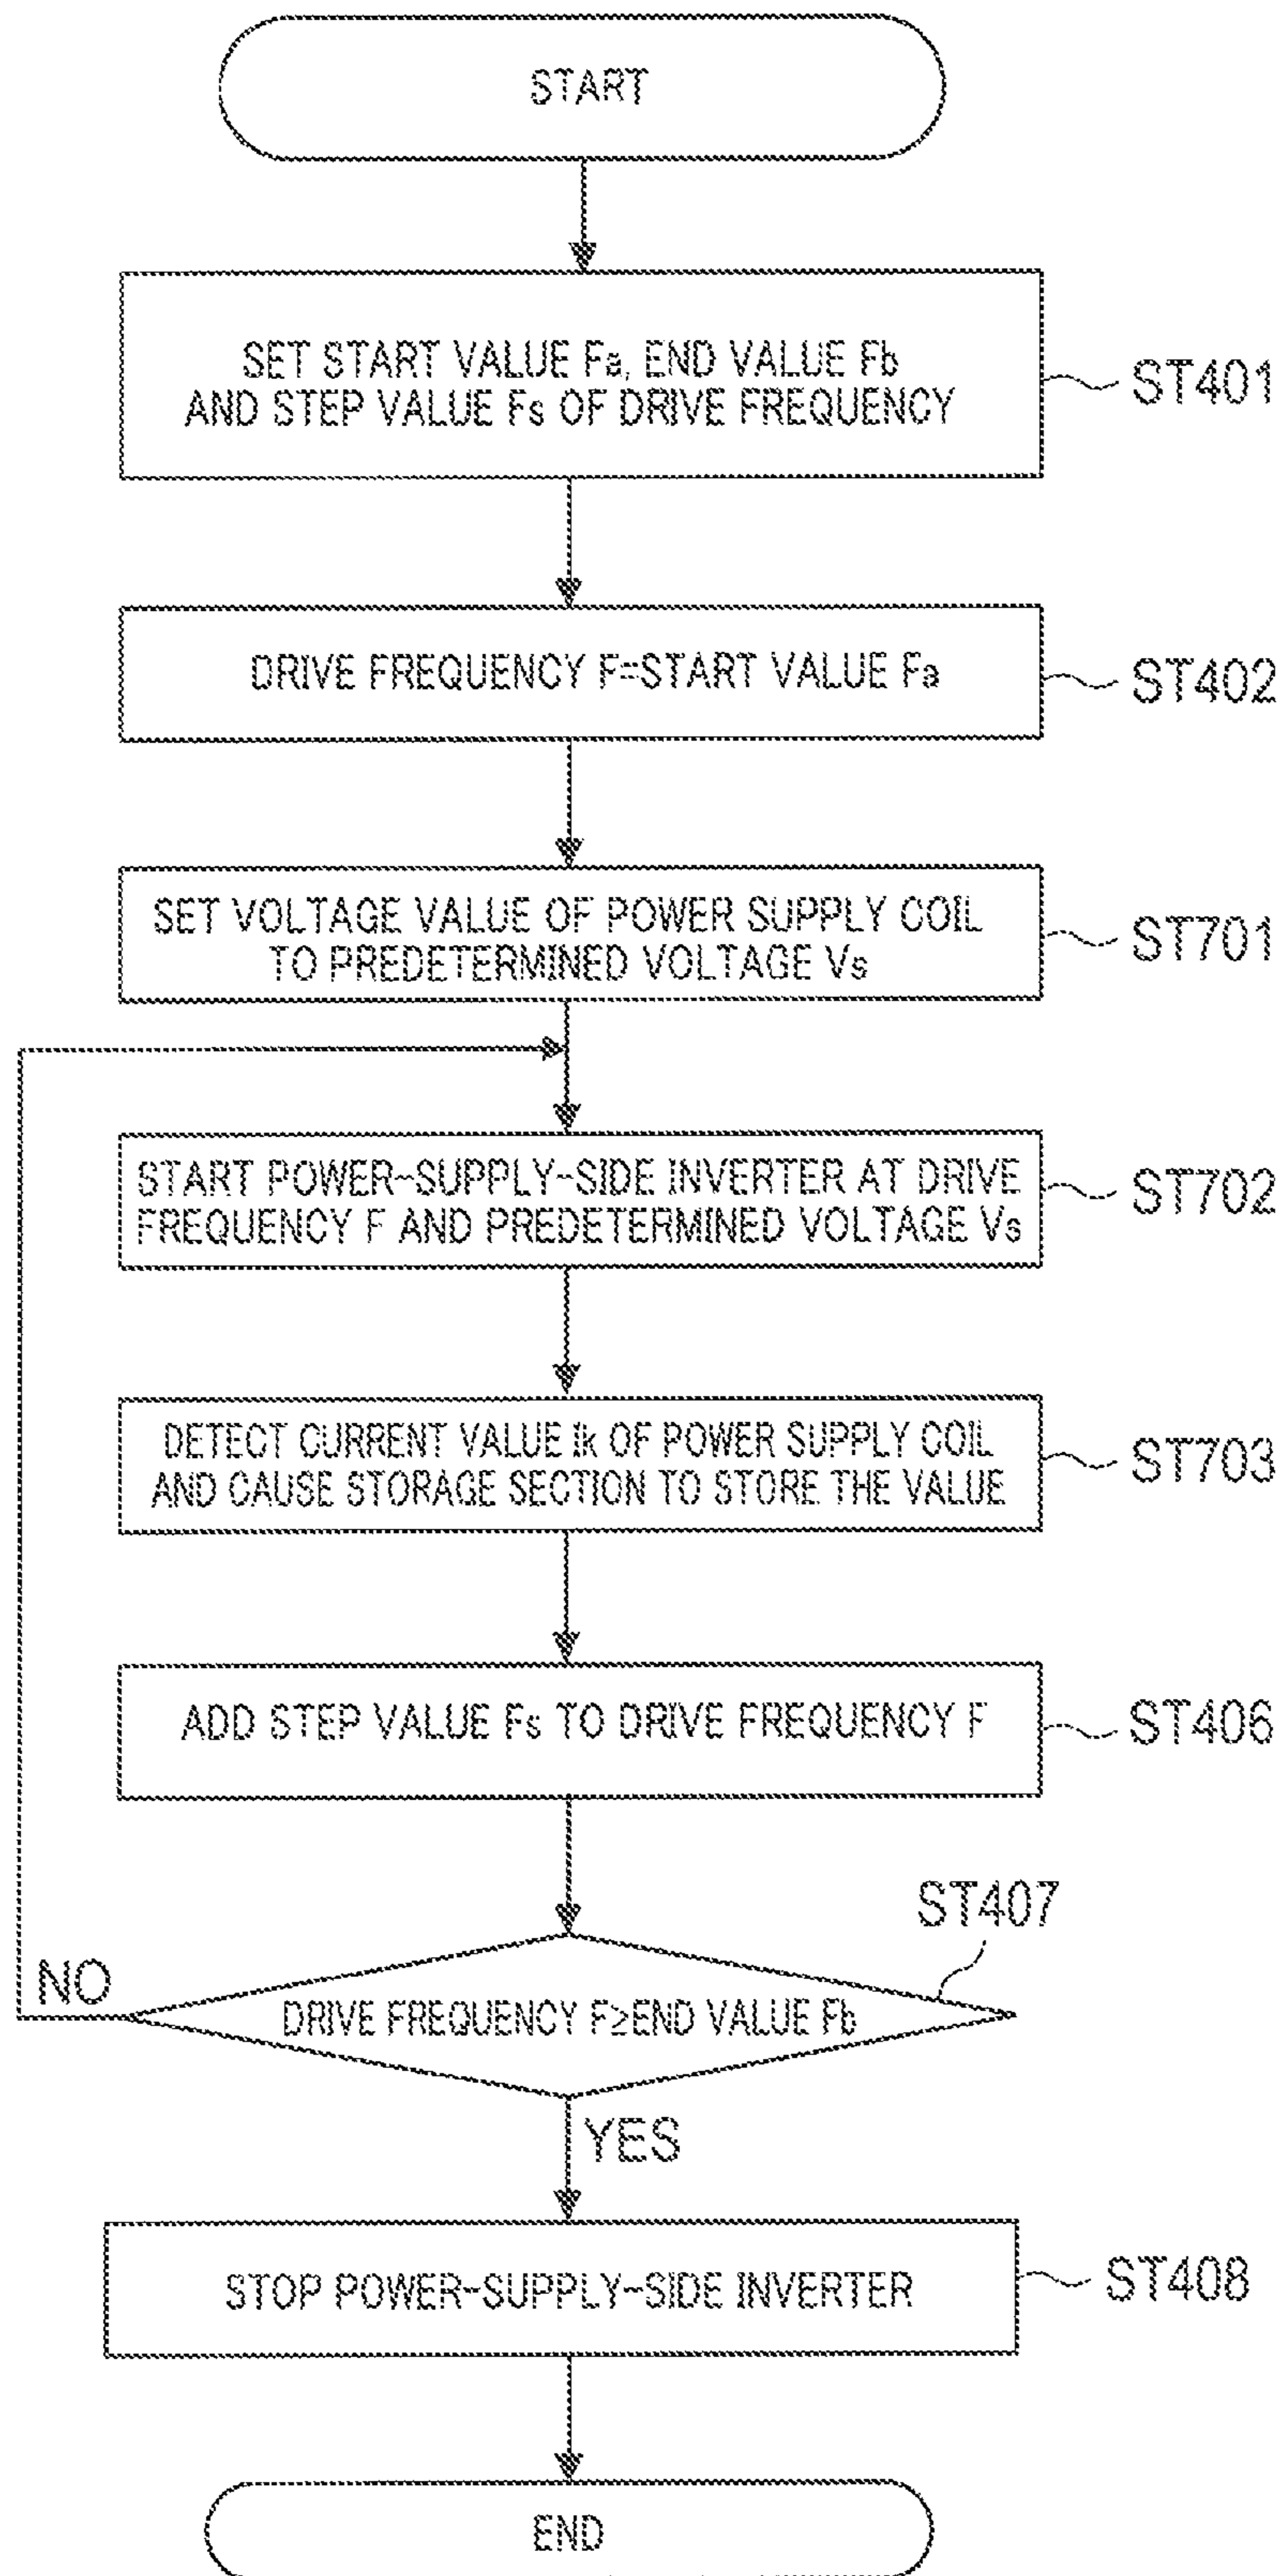 START
SET START VALUE Fa, END VALUE Fb
AND STEP VALUE Fs OF DRIVE FREQUENCY
ST401
DRIVE FREQUENCY F=START VALUE Fa
ST402
SET VOLTAGE VALUE OF POWER SUPPLY COIL
TO PREDETERMINED VOLTAGE Vs
ST701
START POWER-SUPPLY-SIDE INVERTER AT DRIVE
FREQUENCY F AND PREDETERMINED VOLTAGE Vs
ST702
DETECT CURRENT VALUE Ik OF POWER SUPPLY COIL
AND CAUSE STORAGE SECTION TO STORE THE VALUE
ST703
ADD STEP VALUE Fs TO DRIVE FREQUENCY F
ST406
ST407
NO
DRIVE FREQUENCY F≥END VALUE Fb
YES
STOP POWER-SUPPLY-SIDE INVERTER
ST408
END